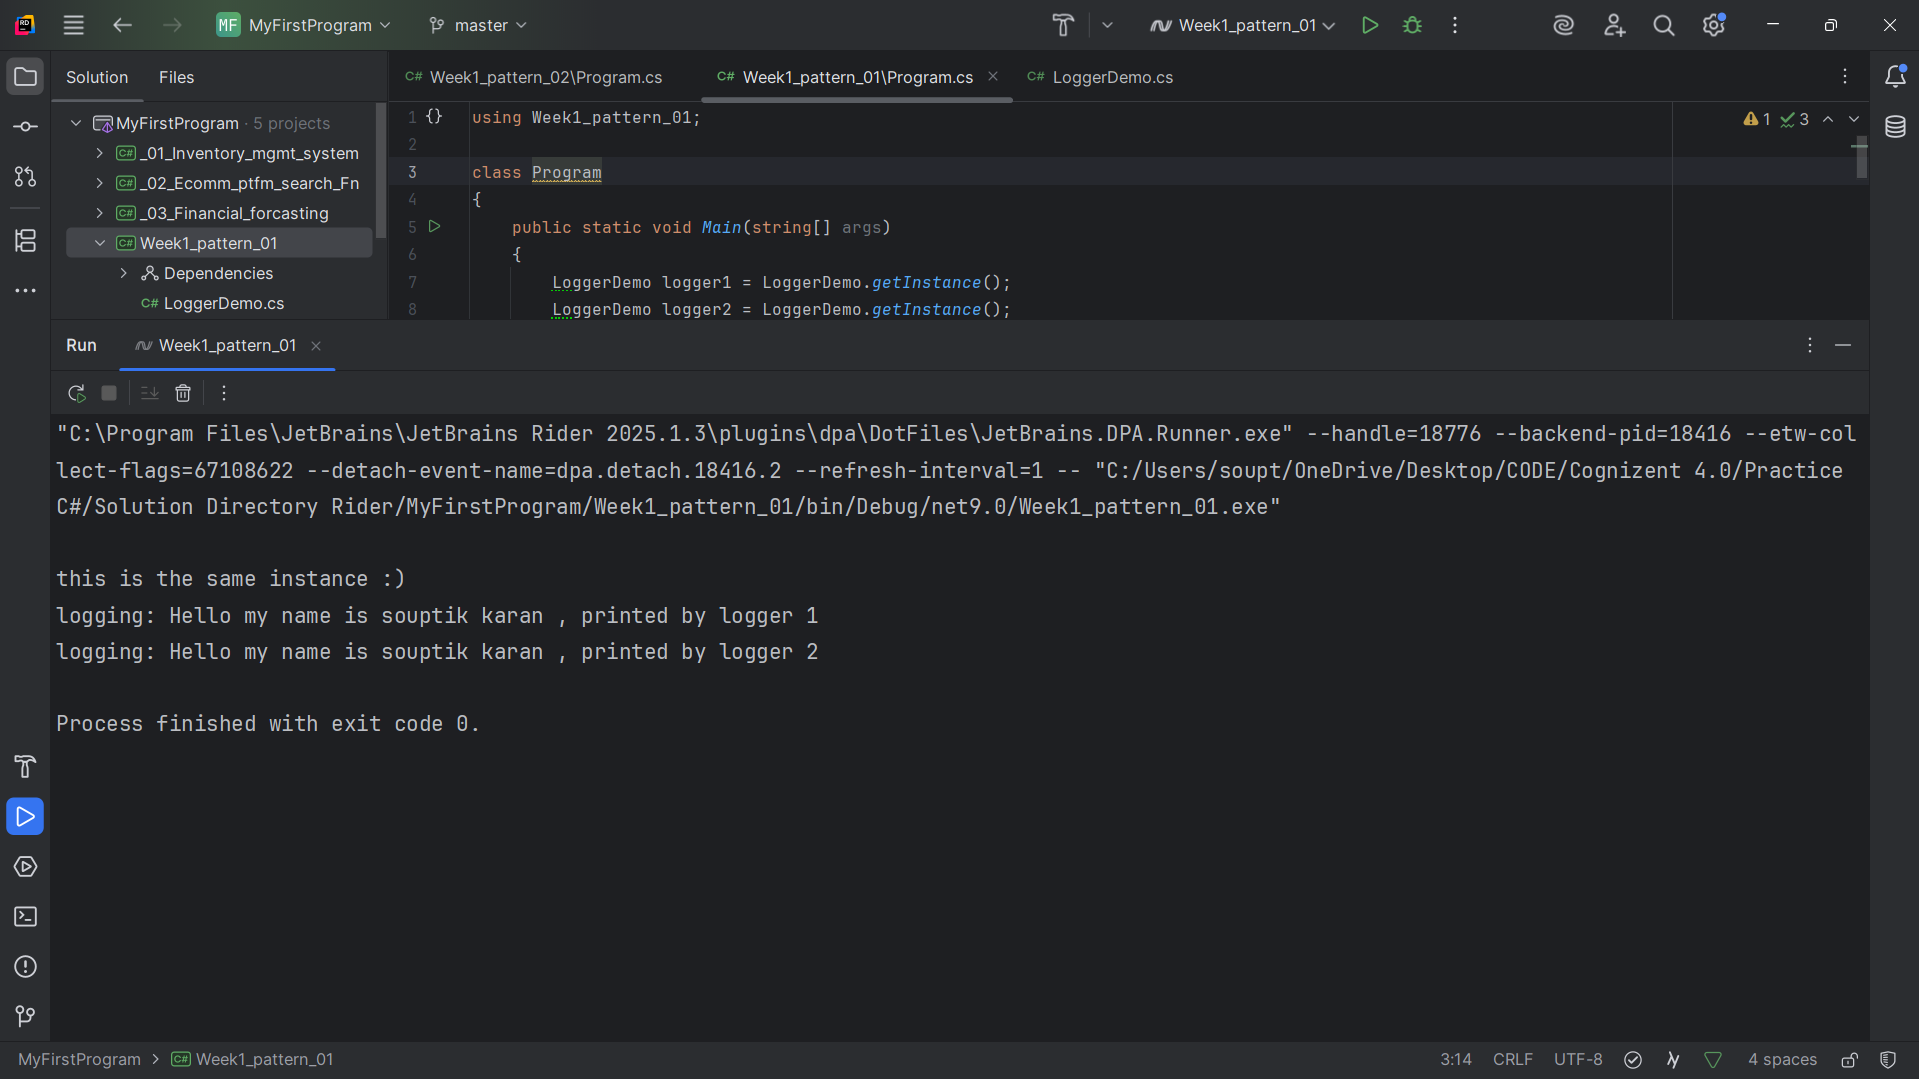 MF MyFirstProgram master Week1_pattern_01
Solution Files
C# Week1_pattern_02\Program.cs C# Week1_pattern_01\Program.cs C# LoggerDemo.cs
MyFirstProgram · 5 projects
C# _01_Inventory_mgmt_system
C# _02_Ecomm_ptfm_search_Fn
C# _03_Financial_forcasting
C# Week1_pattern_01
Dependencies
C# LoggerDemo.cs
1 {} using Week1_pattern_01;
1 3
2
3 class Program
4 {
5 public static void Main(string[] args)
6 {
7 LoggerDemo logger1 = LoggerDemo.getInstance();
8 LoggerDemo logger2 = LoggerDemo.getInstance();
Run Week1_pattern_01
"C:\Program Files\JetBrains\JetBrains Rider 2025.1.3\plugins\dpa\DotFiles\JetBrains.DPA.Runner.exe" --handle=18776 --backend-pid=18416 --etw-col
lect-flags=67108622 --detach-event-name=dpa.detach.18416.2 --refresh-interval=1 -- "C:/Users/soupt/OneDrive/Desktop/CODE/Cognizent 4.0/Practice
C#/Solution Directory Rider/MyFirstProgram/Week1_pattern_01/bin/Debug/net9.0/Week1_pattern_01.exe"
this is the same instance :)
logging: Hello my name is souptik karan , printed by logger 1
logging: Hello my name is souptik karan , printed by logger 2
Process finished with exit code 0.
MyFirstProgram > C# Week1_pattern_01
3:14 CRLF UTF-8 4 spaces